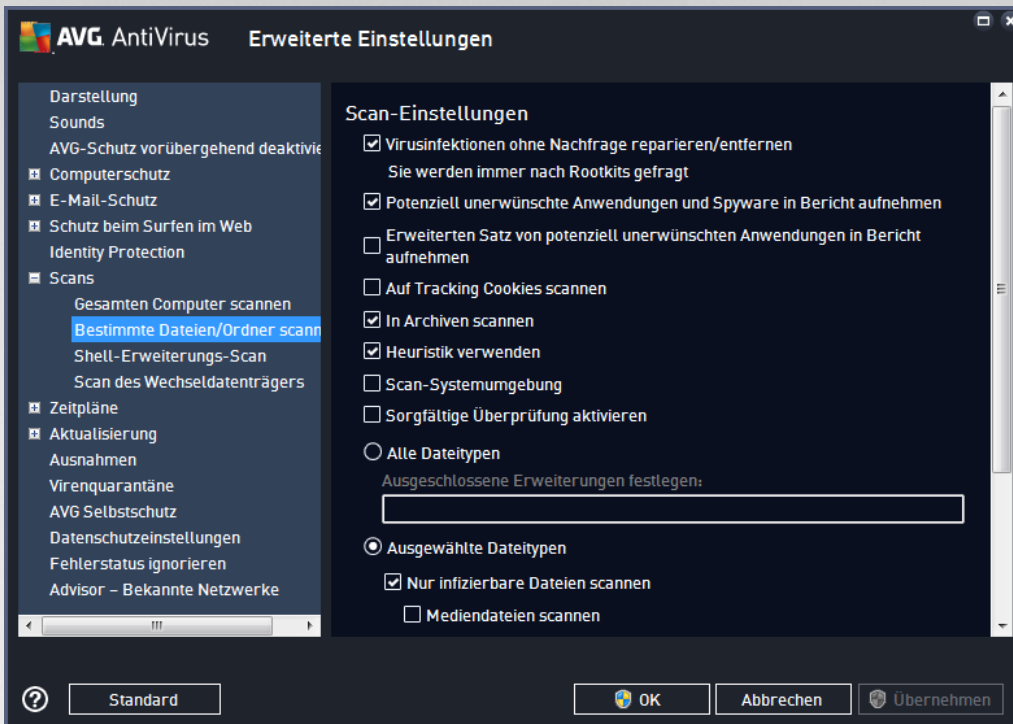 AVG AntiVirus Erweiterte Einstellungen
Darstellung
Sounds
AVG-Schutz vorübergehend deaktivie
Computerschutz
E-Mail-Schutz
Schutz beim Surfen im Web
Identity Protection
Scans
Gesamten Computer scannen
Bestimmte Dateien/Ordner scann
Shell-Erweiterungs-Scan
Scan des Wechseldatenträgers
Zeitpläne
Aktualisierung
Ausnahmen
Virenquarantäne
AVG Selbstschutz
Datenschutzeinstellungen
Fehlerstatus ignorieren
Advisor – Bekannte Netzwerke
Scan-Einstellungen
Virusinfektionen ohne Nachfrage reparieren/entfernen
Sie werden immer nach Rootkits gefragt
Potenziell unerwünschte Anwendungen und Spyware in Bericht aufnehmen
Erweiterten Satz von potenziell unerwünschten Anwendungen in Bericht
aufnehmen
Auf Tracking Cookies scannen
In Archiven scannen
Heuristik verwenden
Scan-Systemumgebung
Sorgfältige Überprüfung aktivieren
Alle Dateitypen
Ausgeschlossene Erweiterungen festlegen:
Ausgewählte Dateitypen
Nur infizierbare Dateien scannen
Mediendateien scannen
Standard
OK
Abbrechen
Übernehmen